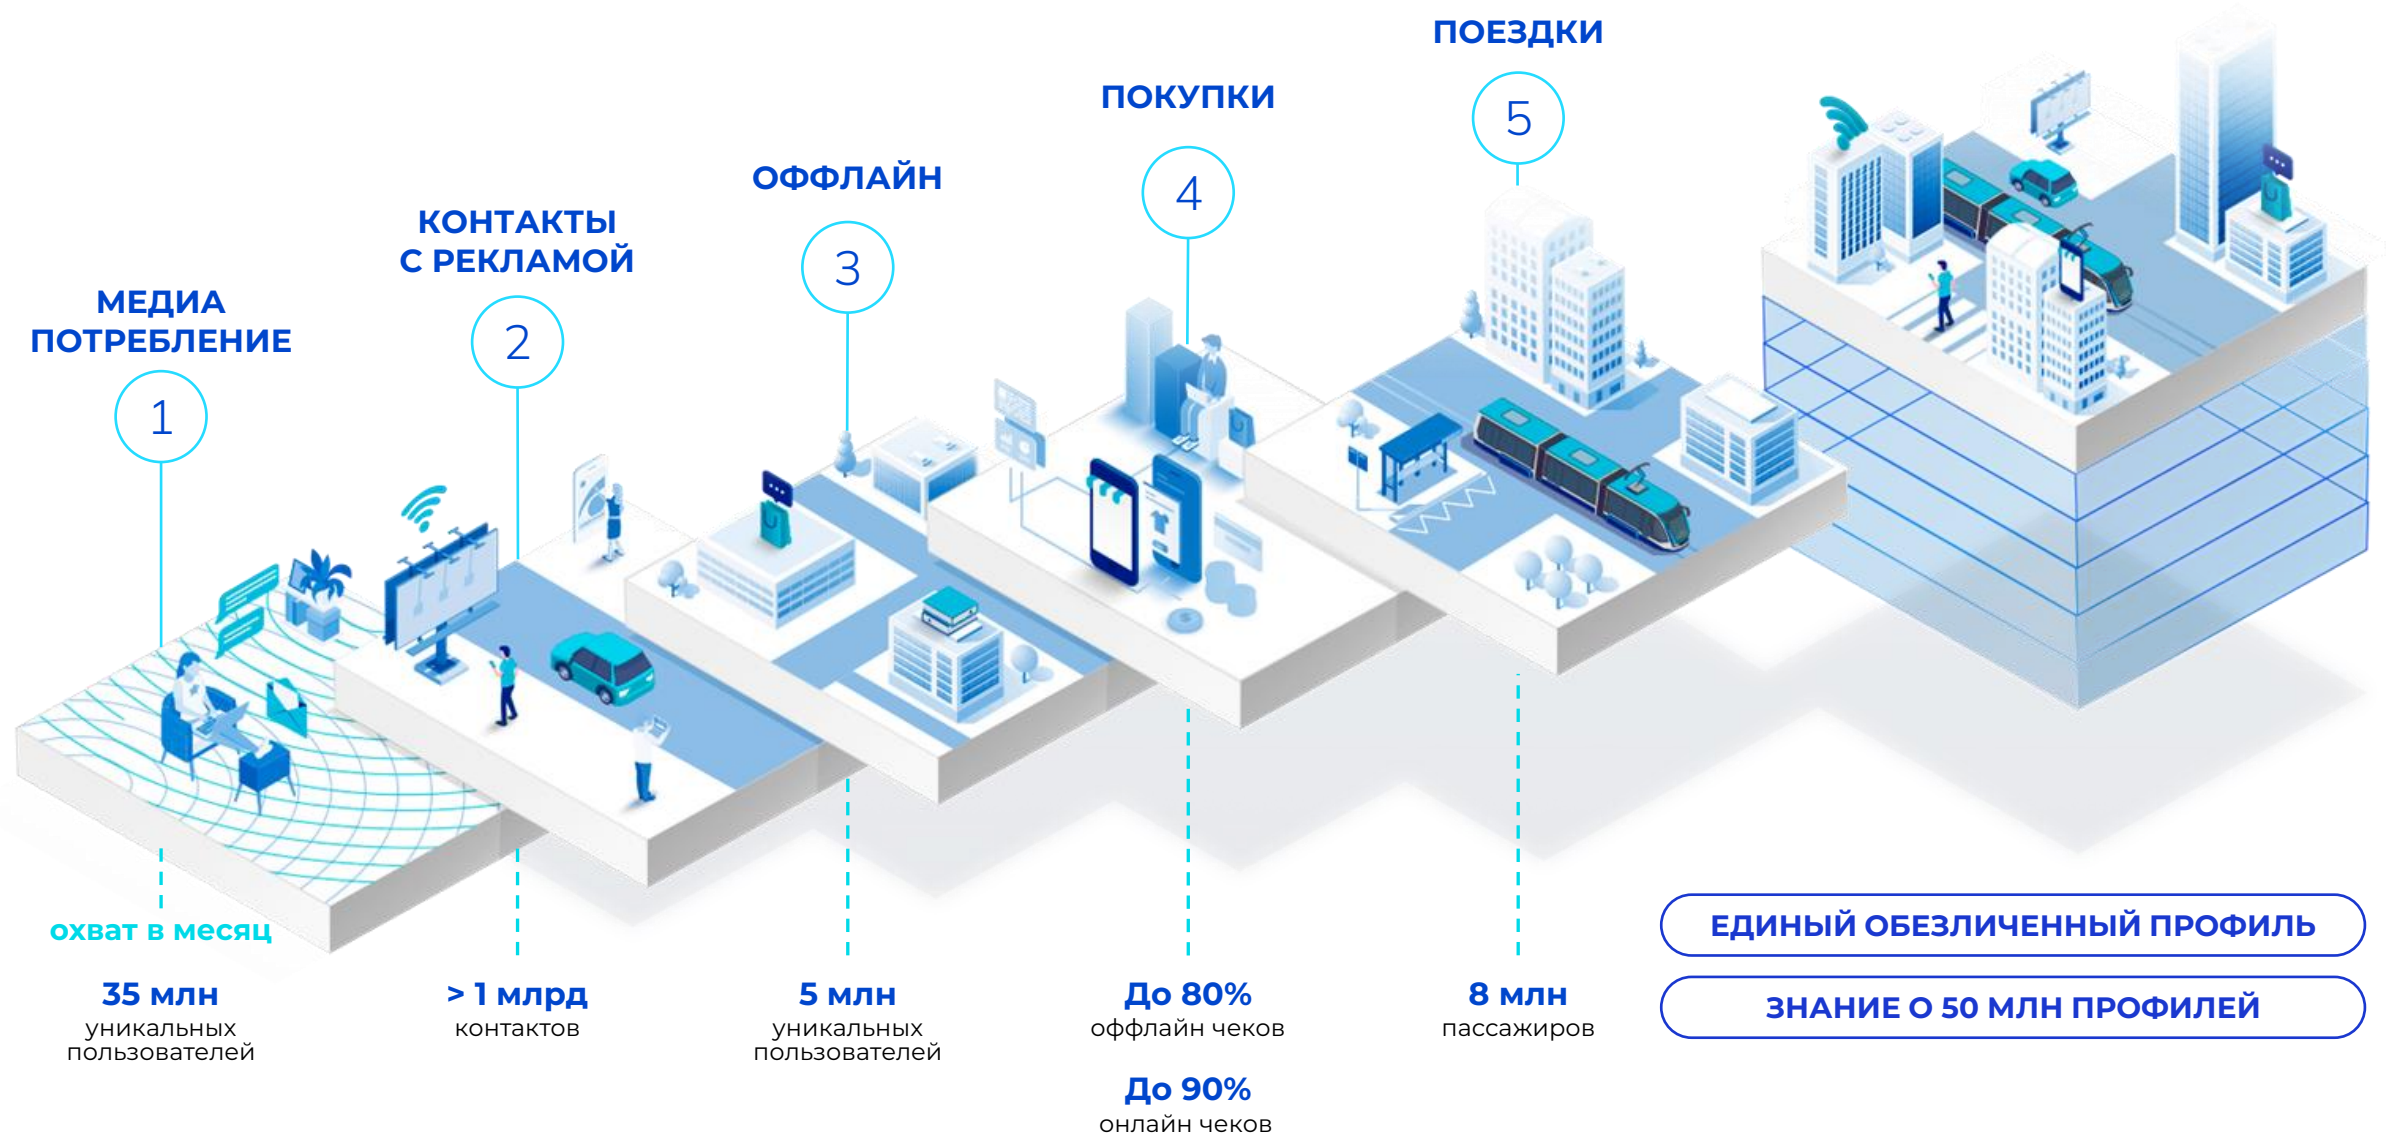 МЕДИА
ПОТРЕБЛЕНИЕ
1
охват в месяц
35 млн
уникальных
пользователей
КОНТАКТЫ
С РЕКЛАМОЙ
2
> 1 млрд
контактов
ОФФЛАЙН
3
5 млн
уникальных
пользователей
ПОКУПКИ
4
До 80%
оффлайн чеков
До 90%
онлайн чеков
ПОЕЗДКИ
5
8 млн
пассажиров
ЕДИНЫЙ ОБЕЗЛИЧЕННЫЙ ПРОФИЛЬ
ЗНАНИЕ О 50 МЛН ПРОФИЛЕЙ